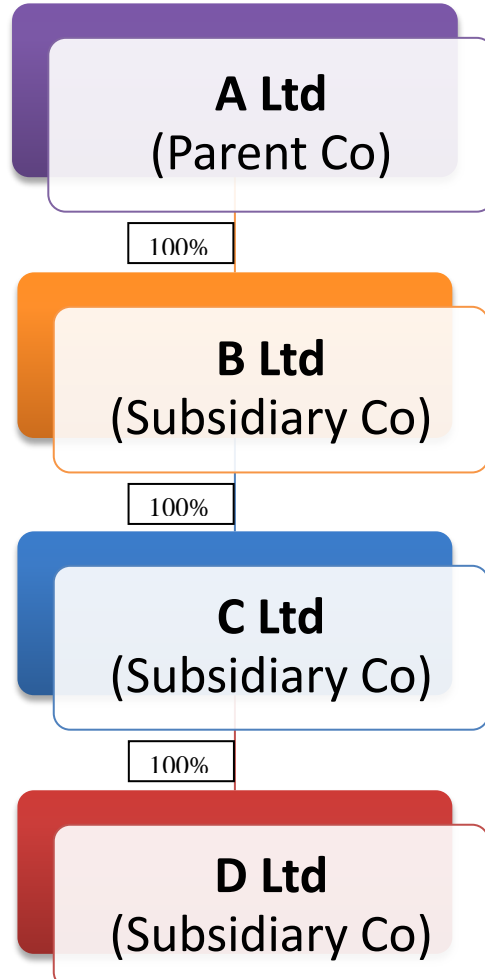 A Ltd
(Parent Co)
100%
B Ltd
(Subsidiary Co)
100%
C Ltd
(Subsidiary Co)
100%
D Ltd
(Subsidiary Co)